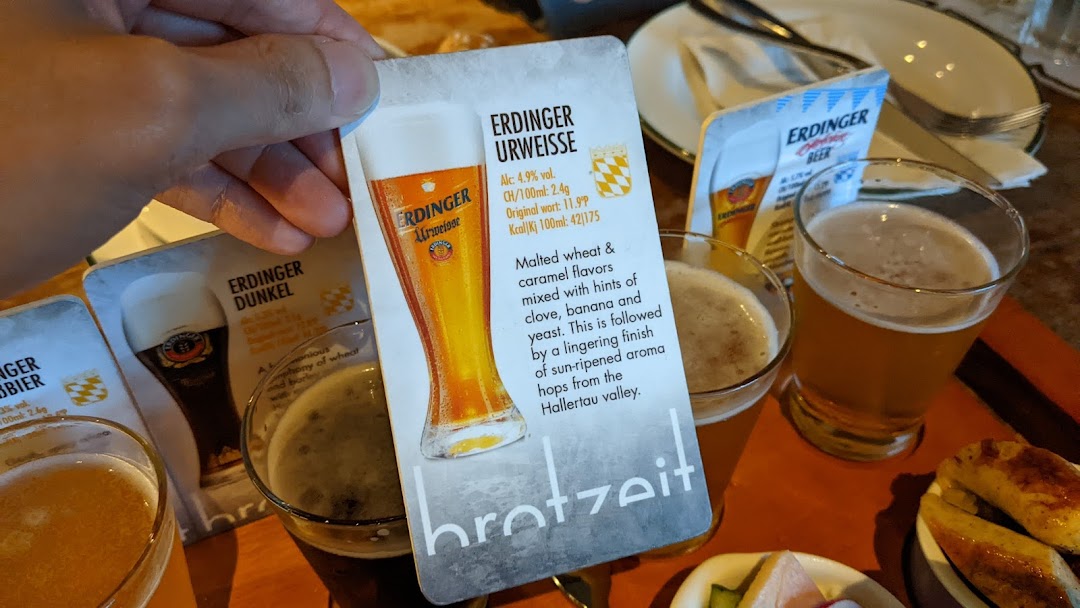 ERDINGER
URWEISSE
Alc: 4.9% vol.
CH/100ml: 2.4g
Original wort: 11.9°P
Kcal|Kj 100ml: 42|175
Malted wheat &
caramel flavors
mixed with hints of
clove, banana and
yeast. This is followed
by a lingering finish
of sun-ripened aroma
hops from the
Hallertau valley.
brotzeit
ERDINGER
Urweisse
ERDINGER
BEER
ERDINGER
DUNKEL